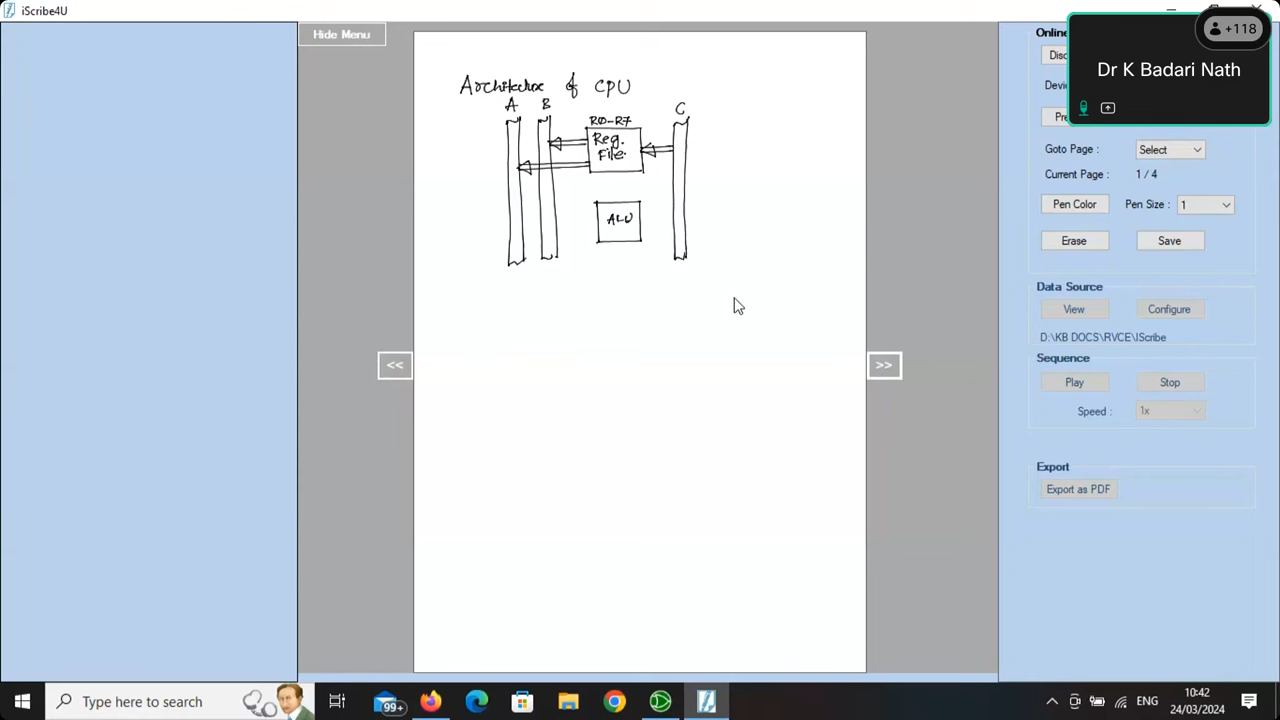 iScribe4U
Hide Menu
+118
Dr K Badari Nath
Architecture of CPU
A B C
R0-R7
Reg.
File.
ALU
<<
>>
Goto Page :
Select
Current Page :
1 / 4
Pen Color
Pen Size :
1
Erase
Save
Data Source
View
Configure
D:\KB DOCS\RVCE\IScribe
Sequence
Play
Stop
Speed :
1x
Export
Export as PDF
Type here to search
99+
ENG
10:42
24/03/2024